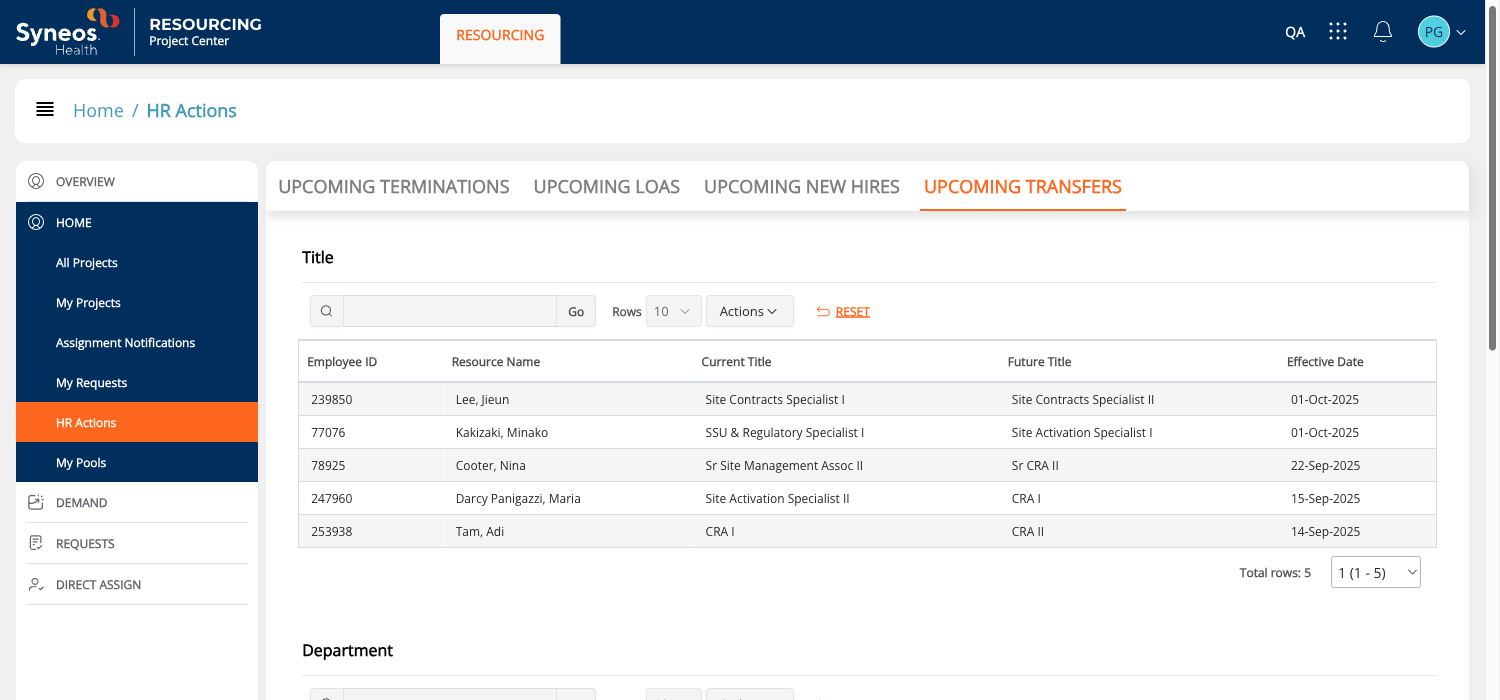 Syneos.
Health
RESOURCING
Project Center
RESOURCING
QA
PG
Home / HR Actions
OVERVIEW
HOME
All Projects
My Projects
Assignment Notifications
My Requests
HR Actions
My Pools
DEMAND
REQUESTS
DIRECT ASSIGN
UPCOMING TERMINATIONS UPCOMING LOAS UPCOMING NEW HIRES UPCOMING TRANSFERS
Title
Go Rows 10 Actions RESET
Employee ID Resource Name Current Title Future Title Effective Date
239850 Lee, Jieun Site Contracts Specialist I Site Contracts Specialist II 01-Oct-2025
77076 Kakizaki, Minako SSU & Regulatory Specialist I Site Activation Specialist I 01-Oct-2025
78925 Cooter, Nina Sr Site Management Assoc II Sr CRA II 22-Sep-2025
247960 Darcy Panigazzi, Maria Site Activation Specialist II CRA I 15-Sep-2025
253938 Tam, Adi CRA I CRA II 14-Sep-2025
Total rows: 5 1 (1 - 5)
Department